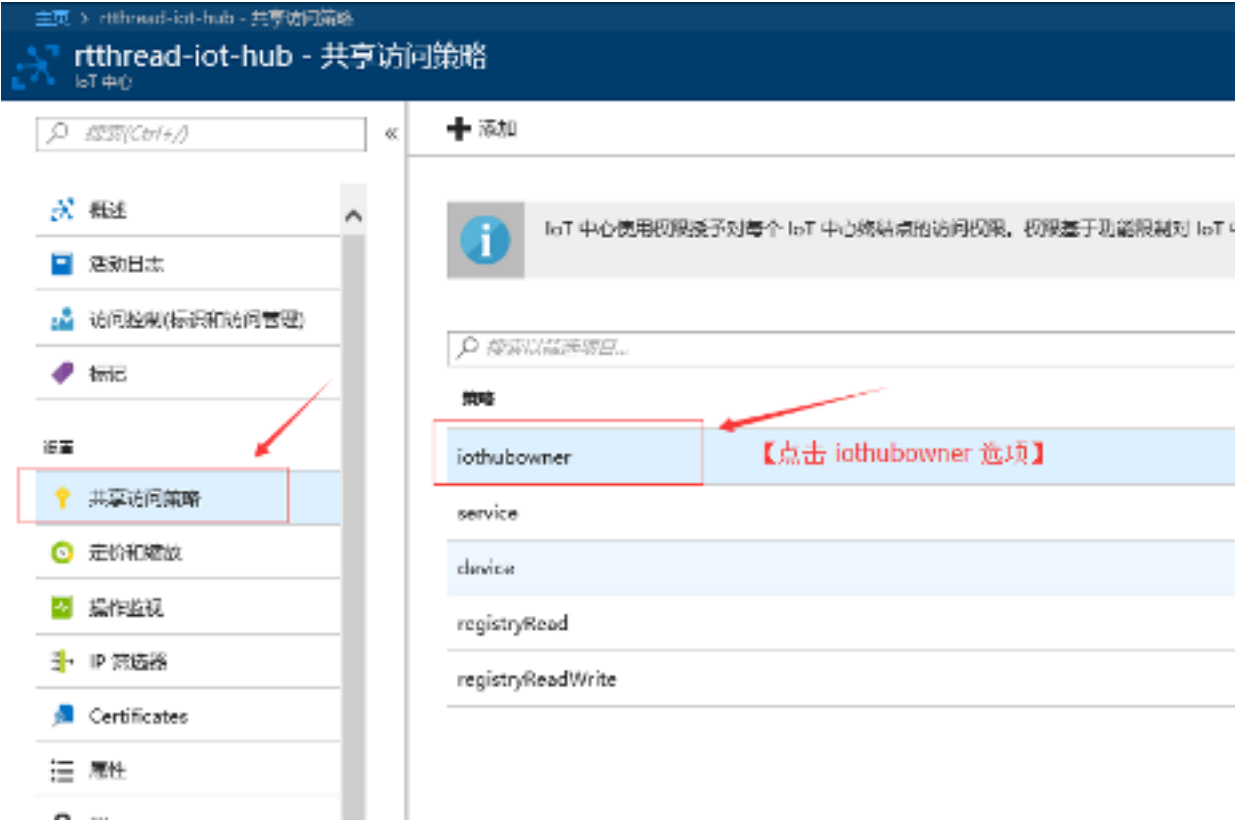 主页 > rtthread-iot-hub - 共享访问策略
rtthread-iot-hub - 共享访问策略
IoT 中心
搜索(Ctrl+/)
«
添加
概述
活动日志
访问控制(标识和访问管理)
标记
设置
共享访问策略
定价和缩放
操作监视
IP 筛选器
Certificates
属性
IoT 中心使用权限授予对每个 IoT 中心终结点的访问权限。权限基于功能限制对 IoT
搜索以筛选项目...
策略
iothubowner
【点击 iothubowner 选项】
service
device
registryRead
registryReadWrite